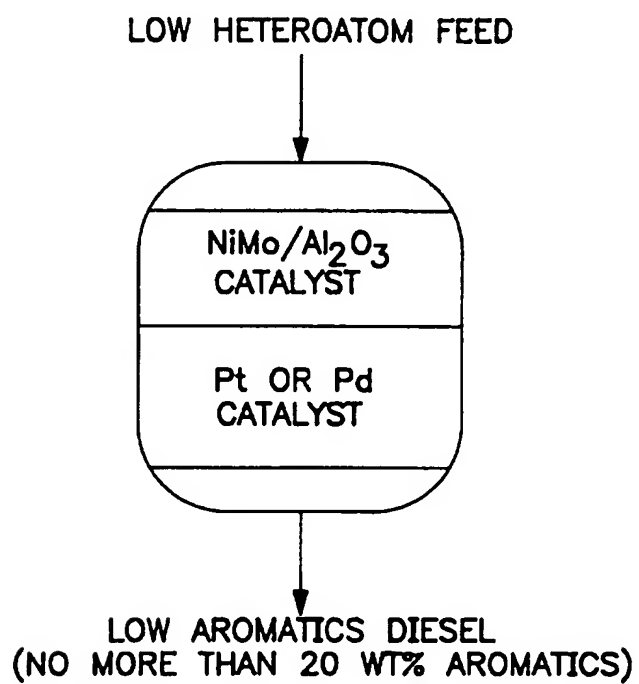 LOW HETEROATOM FEED
NiMo/Al₂O₃
CATALYST
Pt OR Pd
CATALYST
LOW AROMATICS DIESEL
(NO MORE THAN 20 WT% AROMATICS)